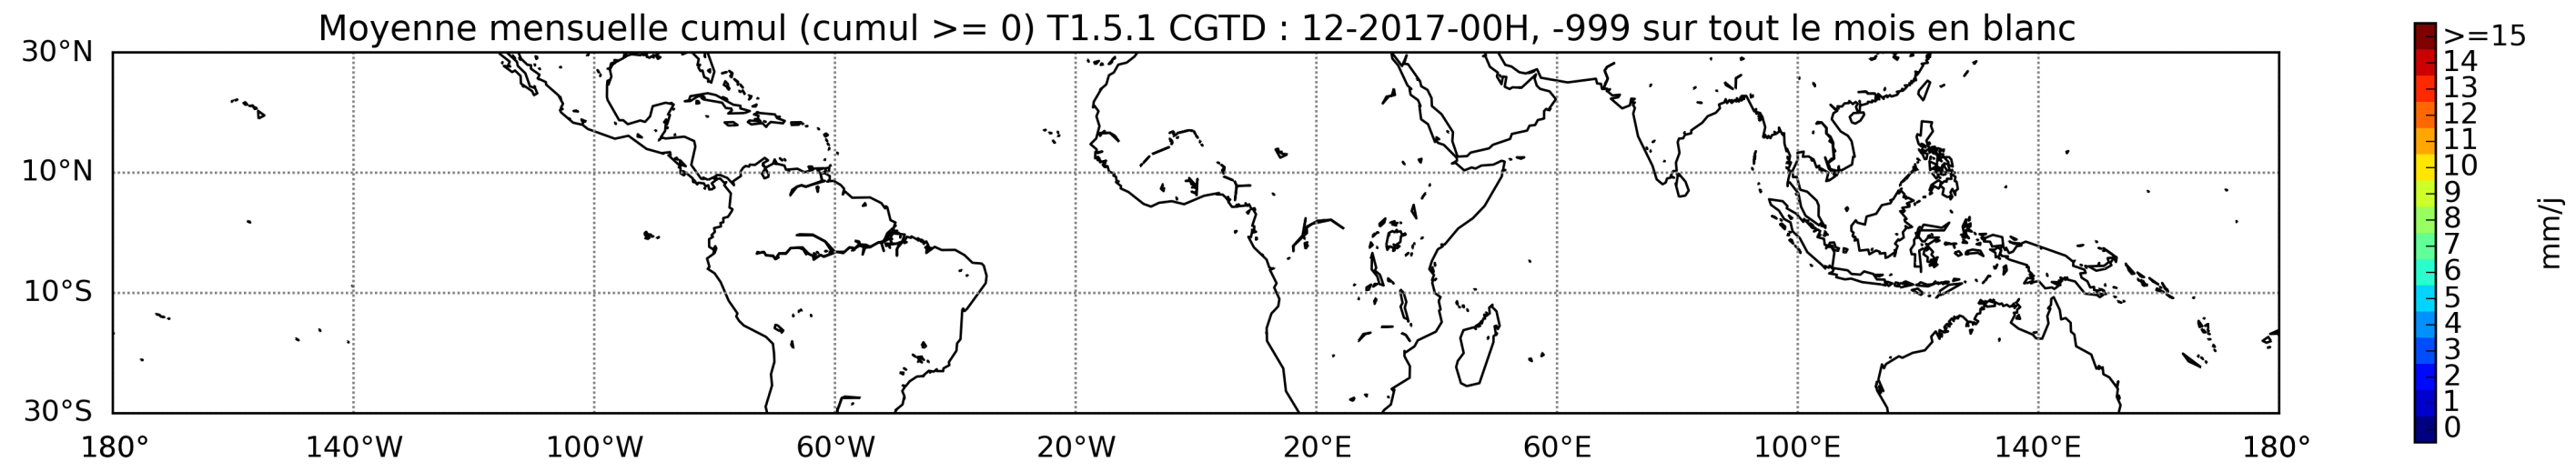 Moyenne mensuelle cumul (cumul >= 0) T1.5.1 CGTD : 12-2017-00H, -999 sur tout le mois en blanc
30°N
10°N
10°S
30°S
180° 140°W 100°W 60°W 20°W 20°E 60°E 100°E 140°E 180°
>=15
14
13
12
11
10
9
8
7
6
5
4
3
2
1
0
mm/j